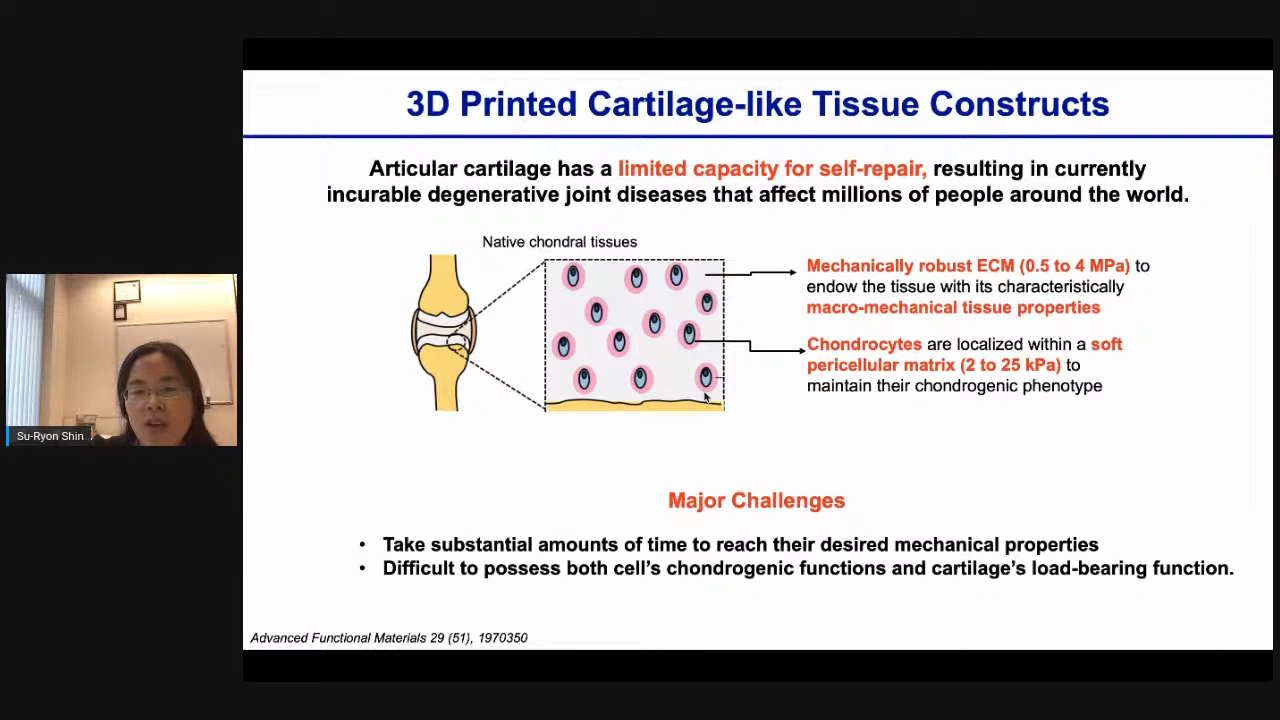 3D Printed Cartilage-like Tissue Constructs
Articular cartilage has a limited capacity for self-repair, resulting in currently
incurable degenerative joint diseases that affect millions of people around the world.
Native chondral tissues
Mechanically robust ECM (0.5 to 4 MPa) to
endow the tissue with its characteristically
macro-mechanical tissue properties
Chondrocytes are localized within a soft
pericellular matrix (2 to 25 kPa) to
maintain their chondrogenic phenotype
Su-Ryon Shin
Major Challenges
• Take substantial amounts of time to reach their desired mechanical properties
• Difficult to possess both cell's chondrogenic functions and cartilage's load-bearing function.
Advanced Functional Materials 29 (51), 1970350